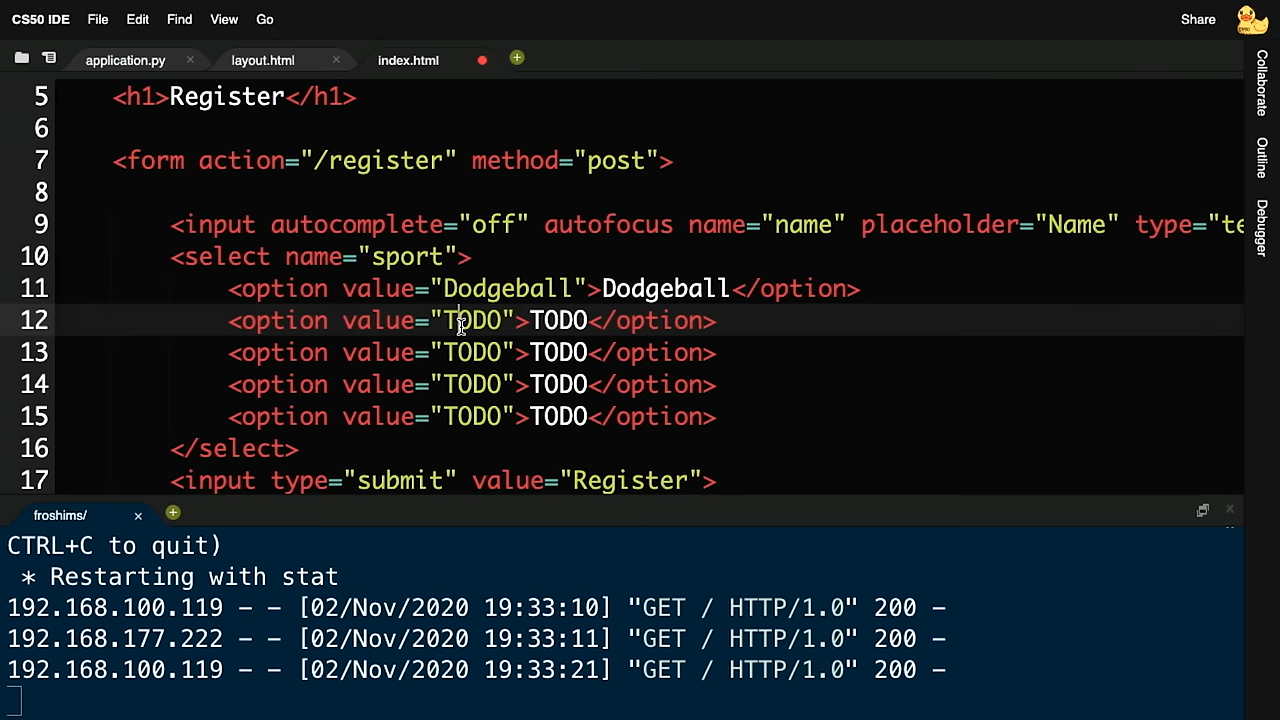 CS50 IDE File Edit Find View Go Share
application.py × layout.html × index.html
5 <h1>Register</h1>
6
7 <form action="/register" method="post">
8
9 <input autocomplete="off" autofocus name="name" placeholder="Name" type="te
10 <select name="sport">
11 <option value="Dodgeball">Dodgeball</option>
12 <option value="TODO">TODO</option>
13 <option value="TODO">TODO</option>
14 <option value="TODO">TODO</option>
15 <option value="TODO">TODO</option>
16 </select>
17 <input type="submit" value="Register">
froshims/ ×
CTRL+C to quit)
* Restarting with stat
192.168.100.119 - - [02/Nov/2020 19:33:10] "GET / HTTP/1.0" 200 -
192.168.177.222 - - [02/Nov/2020 19:33:11] "GET / HTTP/1.0" 200 -
192.168.100.119 - - [02/Nov/2020 19:33:21] "GET / HTTP/1.0" 200 -
Collaborate
Outline
Debugger